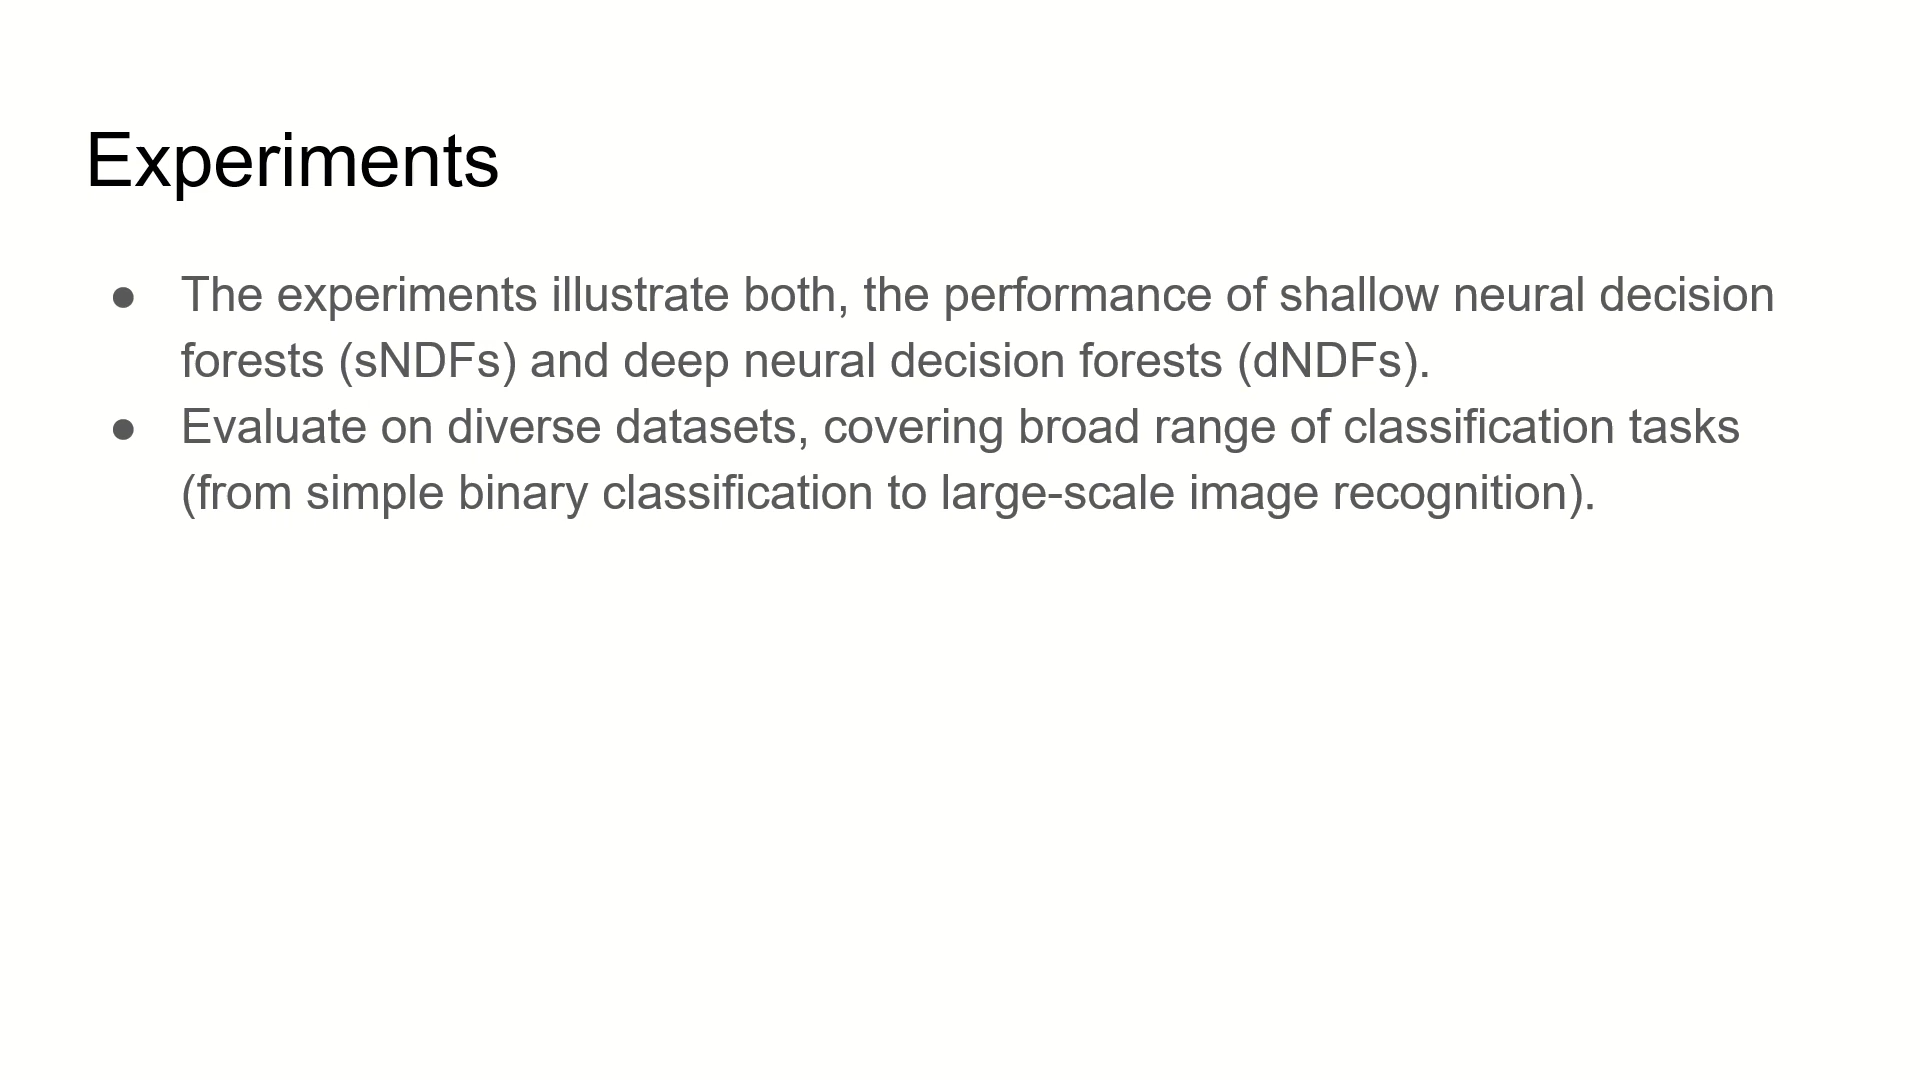 Experiments
● The experiments illustrate both, the performance of shallow neural decision
forests (sNDFs) and deep neural decision forests (dNDFs).
● Evaluate on diverse datasets, covering broad range of classification tasks
(from simple binary classification to large-scale image recognition).